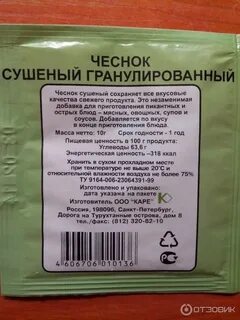 ЧЕСНОК
СУШЕНЫЙ ГРАНУЛИРОВАННЫЙ
Чеснок сушеный сохраняет все вкусовые
качества свежего продукта. Это незаменимая
добавка для приготовления пикантных и
острых блюд – мясных, овощных, супов и
соусов. Добавляется по вкусу
в конце приготовления блюда
Масса нетто: 10г Срок годности - 1 год
Пищевая ценность в 100 г продукта:
Углеводы 63,6г
Энергетическая ценность –318 ккал
Хранить в сухом прохладном месте
при температуре не выше 20°С и
относительной влажности воздуха не более 75%
ТУ 9164-006-23064391-99
Изготовлено и упаковано:
дата указана на пакете
Изготовитель ООО "КАРЕ"
Россия, 198096, Санкт-Петербург,
Дорога на Турухтанные острова, дом 8
тел./факс: (812) 320-82-10
4 606706 010136
ОТЗОВИК